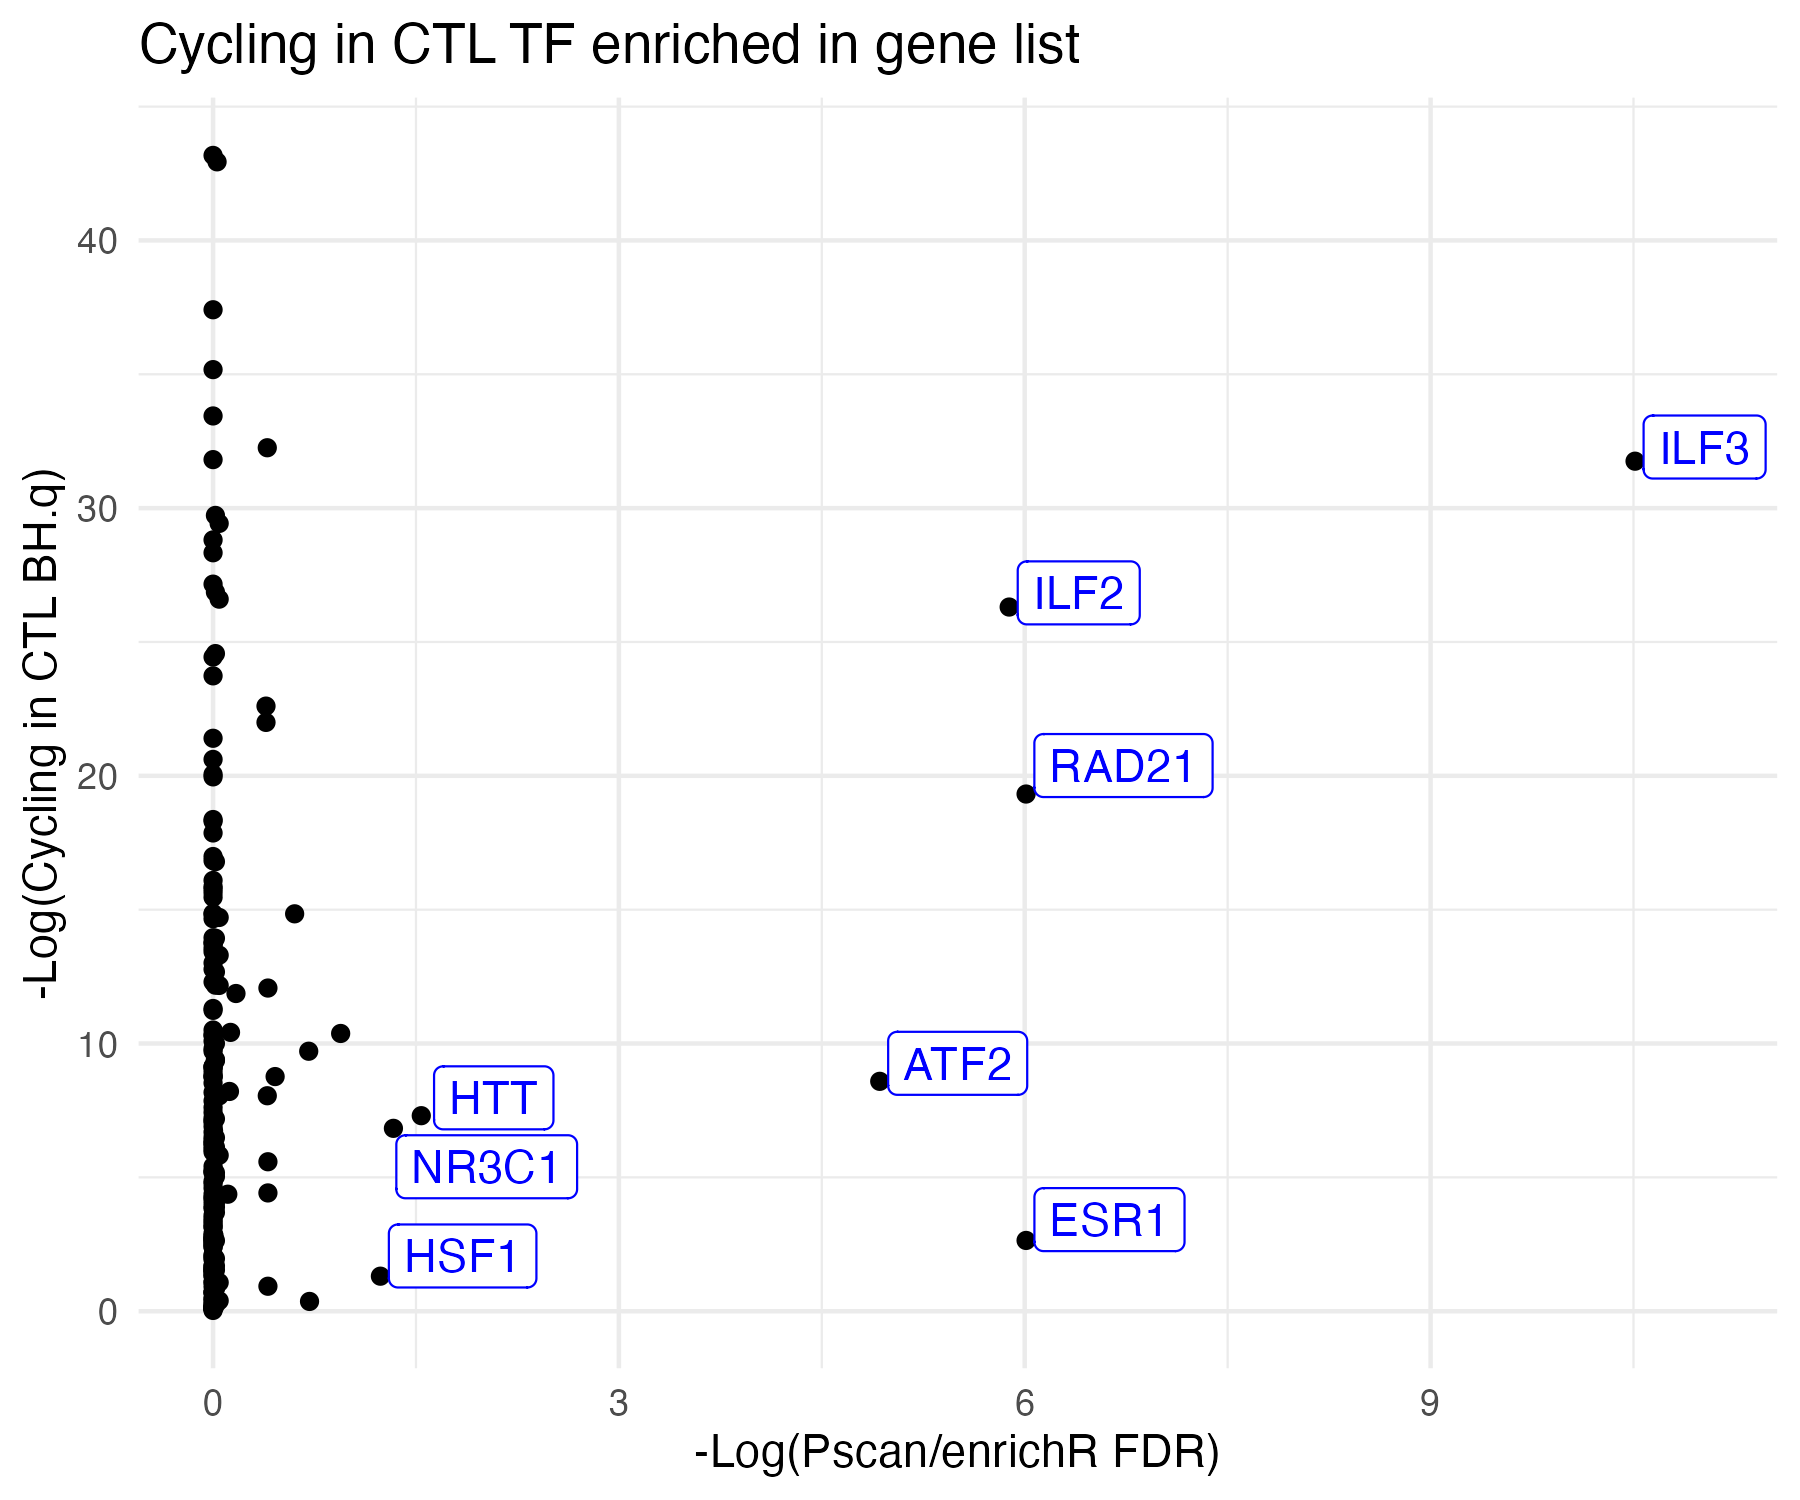 Cycling in CTL TF enriched in gene list
-Log(Cycling in CTL BH.q)
40
30
20
10
0
ILF3
ILF2
RAD21
ATF2
HTT
NR3C1
ESR1
HSF1
0 3 6 9
-Log(Pscan/enrichR FDR)